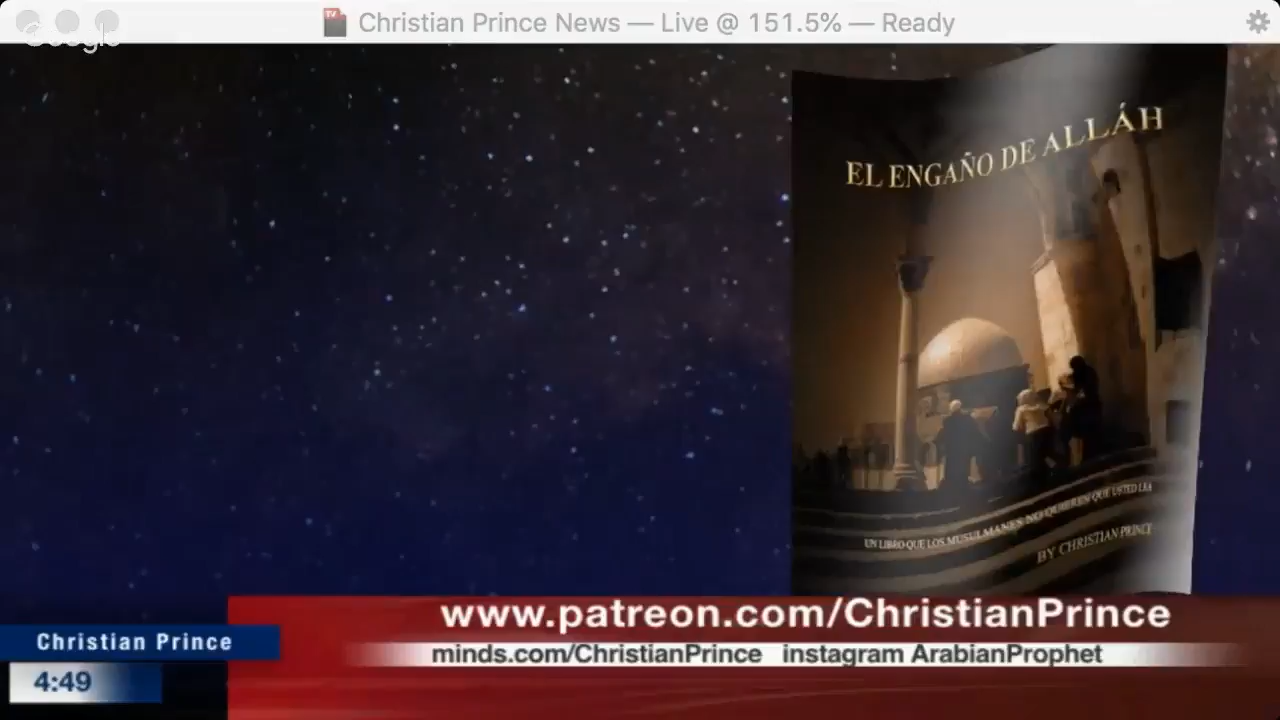 Christian Prince News — Live @ 151.5% — Ready
Google
EL ENGAÑO DE ALLÁH
UN LIBRO QUE LOS MUSULMANES NO QUIEREN QUE USTED LEA
BY CHRISTIAN PRINCE
www.patreon.com/ChristianPrince
Christian Prince
minds.com/ChristianPrince instagram ArabianProphet
4:49